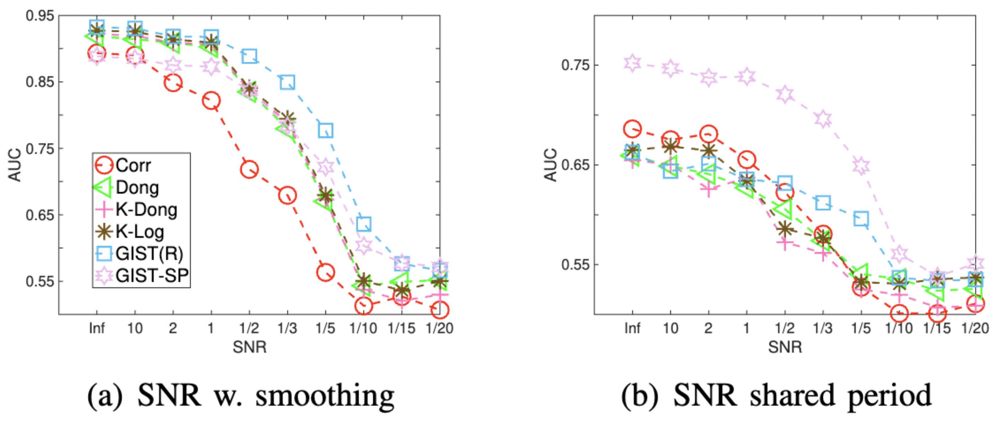 0.95
0.85
0.75
0.65
0.55
AUC
Corr
Dong
K-Dong
K-Log
GIST(R)
GIST-SP
Inf 10 2 1 1/2 1/3 1/5 1/10 1/15 1/20
SNR
(a) SNR w. smoothing
0.75
0.65
0.55
AUC
Inf 10 2 1 1/2 1/3 1/5 1/10 1/15 1/20
SNR
(b) SNR shared period